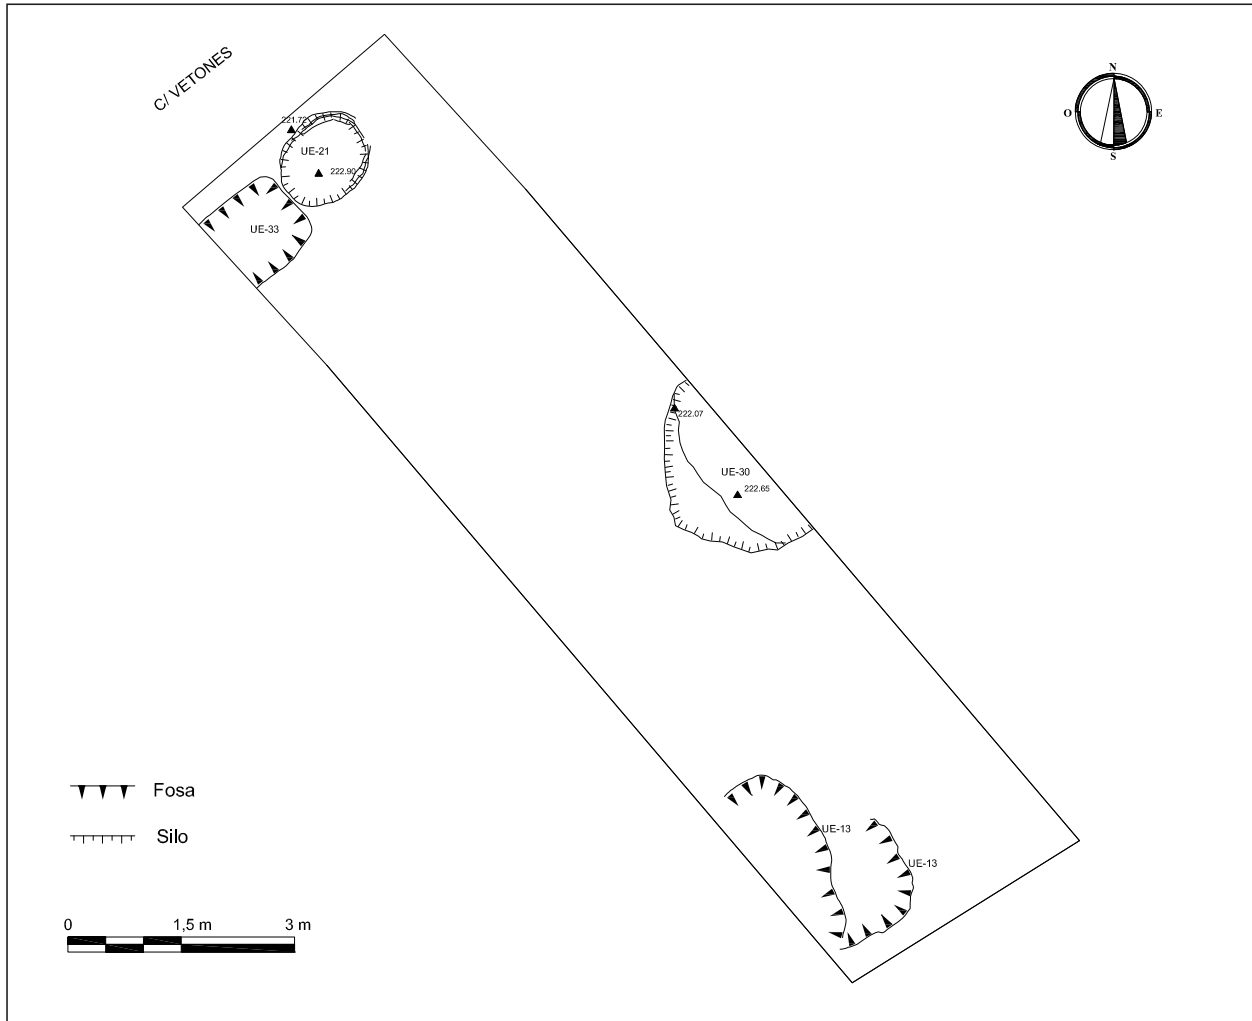 C/ VETONES
N
O
E
S
221.72
UE-21
222.90
UE-33
222.07
UE-30
222.65
UE-13
UE-13
Fosa
Silo
0 1,5 m 3 m